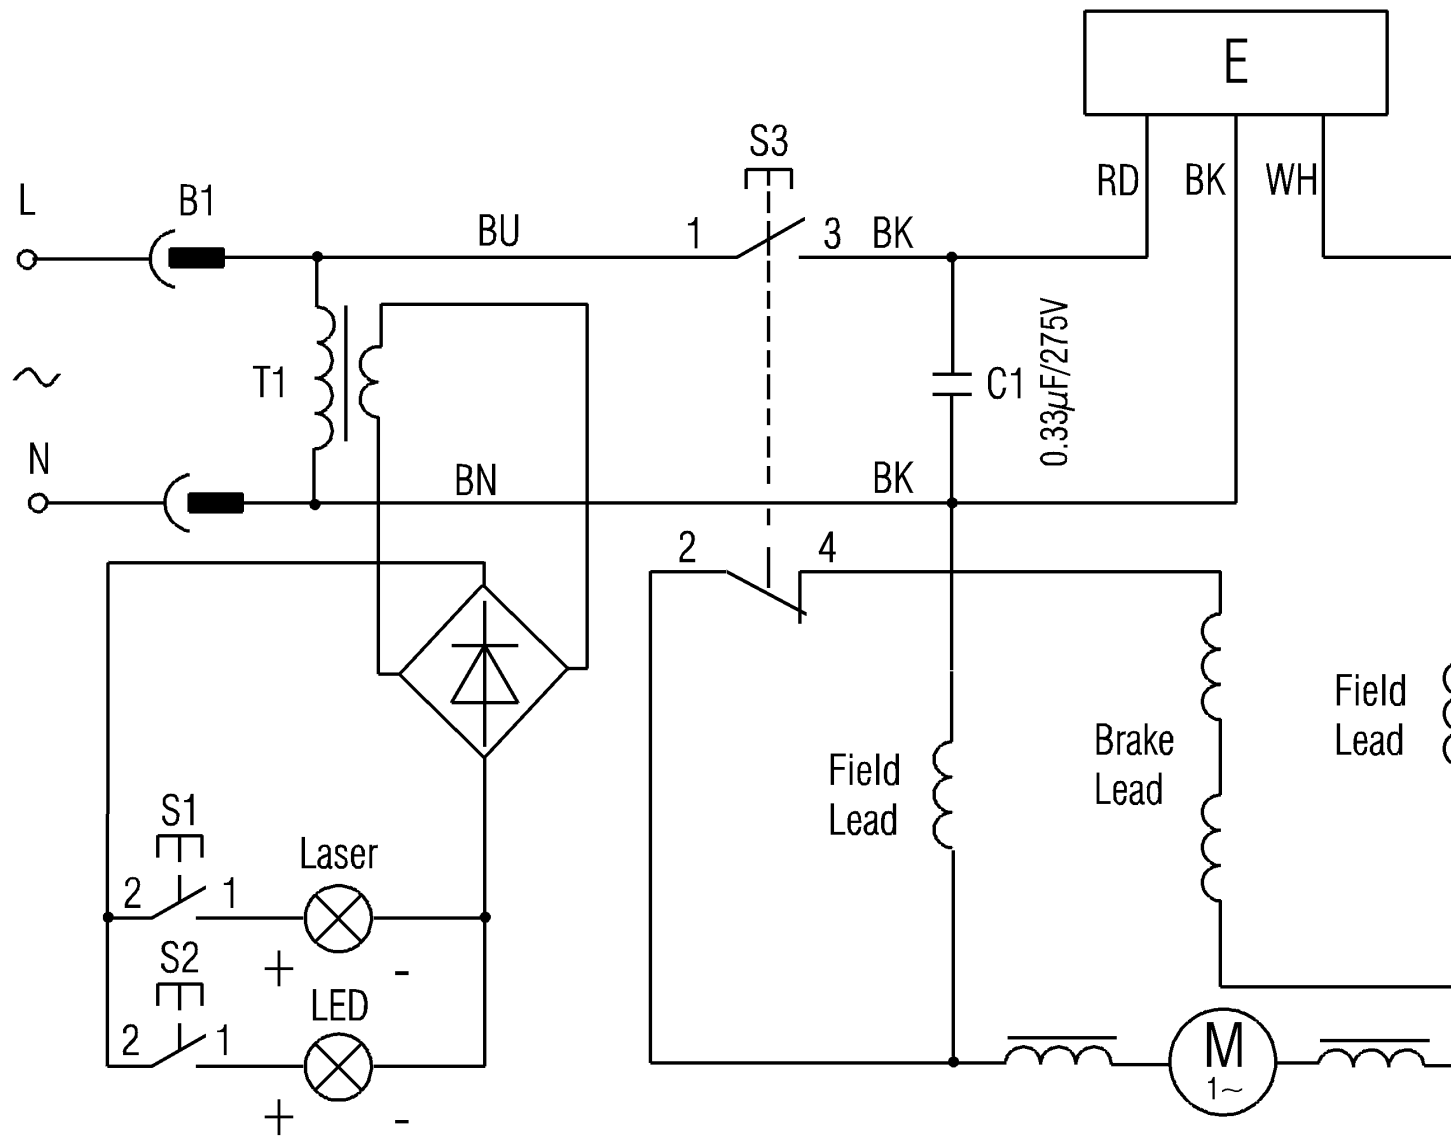 E
S3
RD BK WH
L
B1
BU
1 3 BK
T1
C1
0.33µF/275V
N
BN
BK
2 4
Field
Lead
Brake
Lead
Field
Lead
S1
Laser
2 1
+ -
S2
LED
2 1
+ -
M
1~